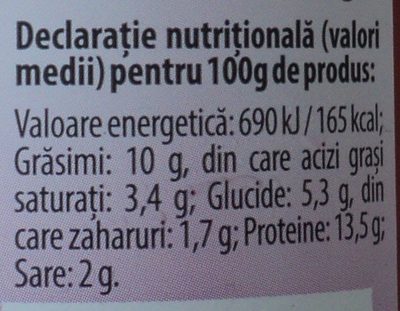 Declarație nutrițională (valori
medii) pentru 100g de produs:
Valoare energetică: 690 kJ / 165 kcal;
Grăsimi: 10 g, din care acizi grași
saturați: 3,4 g; Glucide: 5,3 g, din
care zaharuri: 1,7 g; Proteine: 13,5 g;
Sare: 2 g.